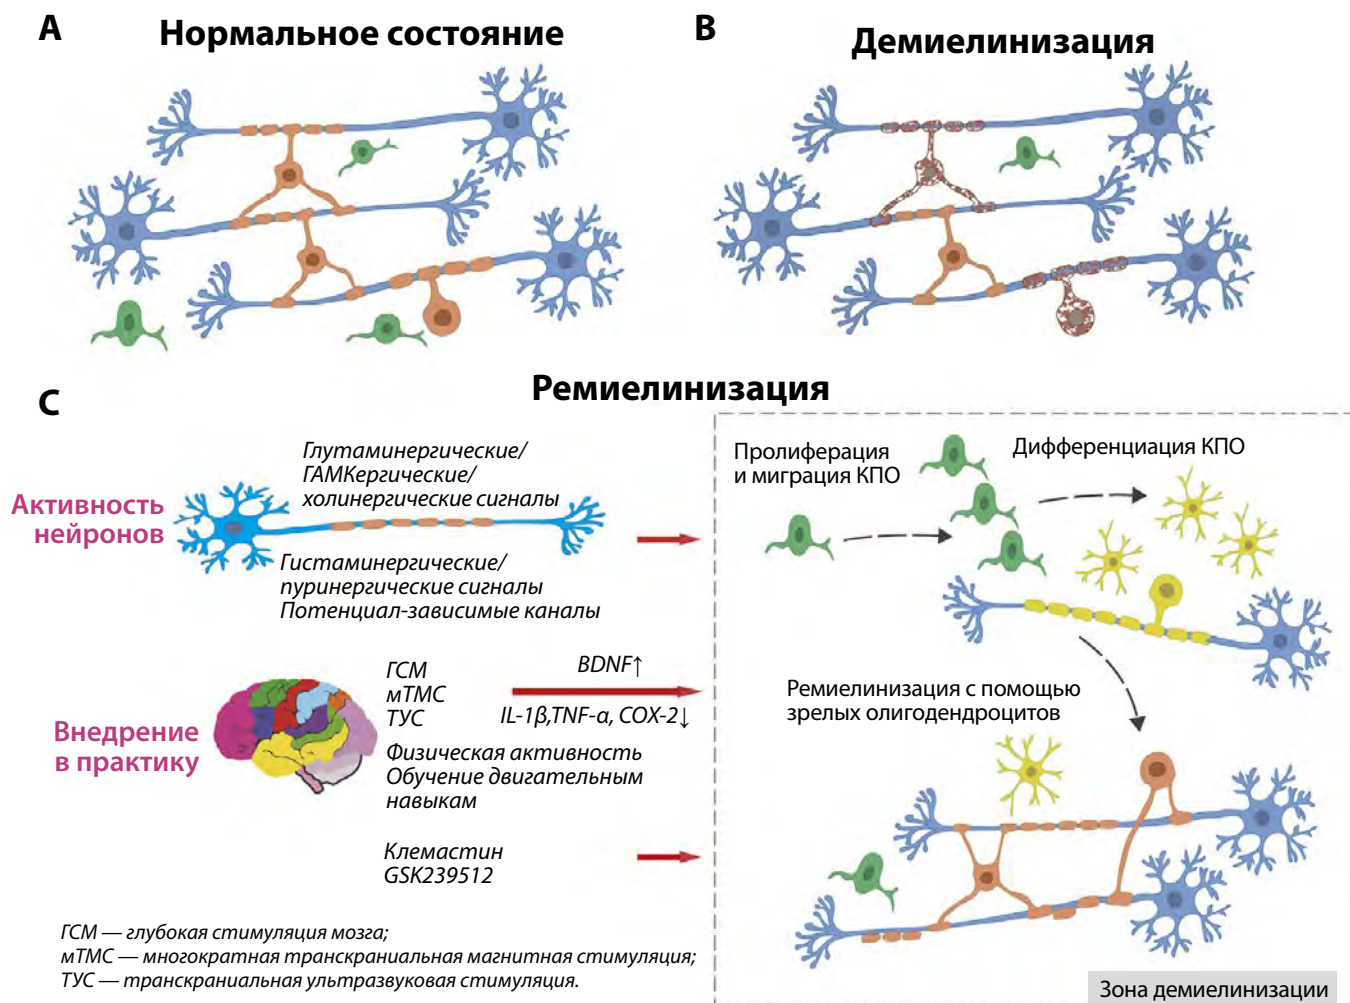 A
Нормальное состояние
B
Демиелинизация
C
Ремиелинизация
Активность
нейронов
Глутаминергические/
ГАМКергические/
холинергические сигналы
Гистаминергические/
пуринергические сигналы
Потенциал-зависимые каналы
Внедрение
в практику
ГСМ
мТМС
ТУС
Физическая активность
Обучение двигательным
навыкам
BDNF↑
IL-1β,TNF-α, COX-2↓
Клемастин
GSK239512
ГСМ — глубокая стимуляция мозга;
мТМС — многократная транскраниальная магнитная стимуляция;
ТУС — транскраниальная ультразвуковая стимуляция.
Пролиферация
и миграция КПО
Дифференциация КПО
Ремиелинизация с помощью
зрелых олигодендроцитов
Зона демиелинизации